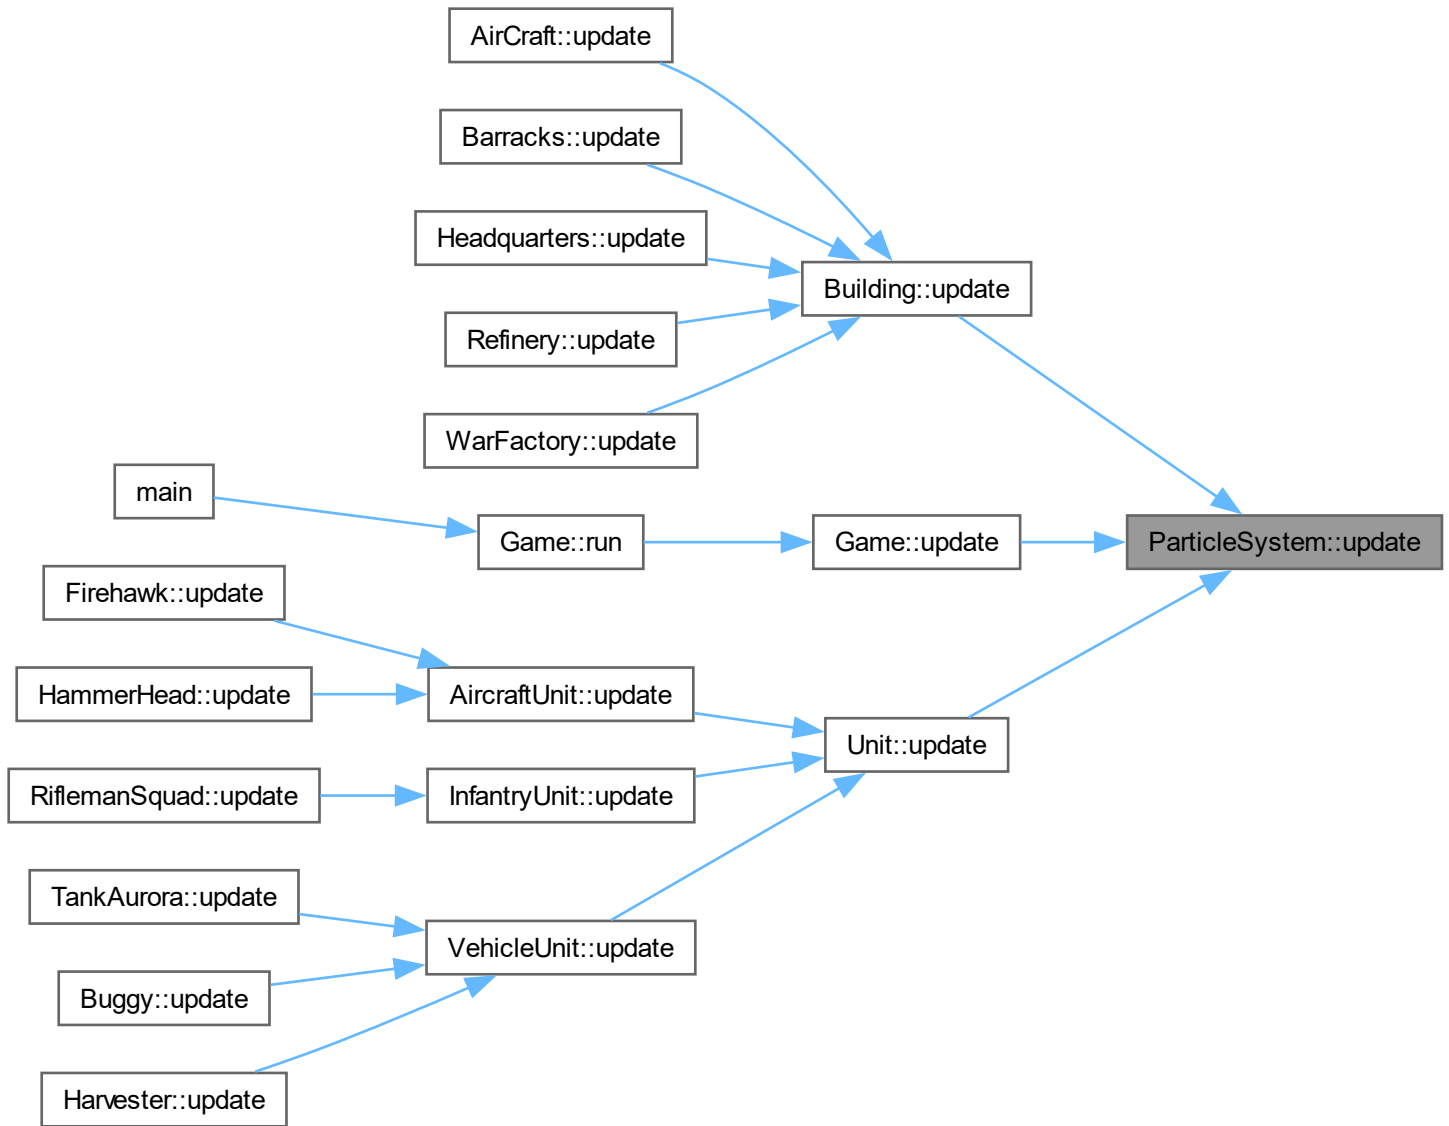 AirCraft::update
Barracks::update
Headquarters::update
Building::update
Refinery::update
WarFactory::update
main
Game::run
Game::update
ParticleSystem::update
Firehawk::update
HammerHead::update
AircraftUnit::update
Unit::update
RiflemanSquad::update
InfantryUnit::update
TankAurora::update
VehicleUnit::update
Buggy::update
Harvester::update